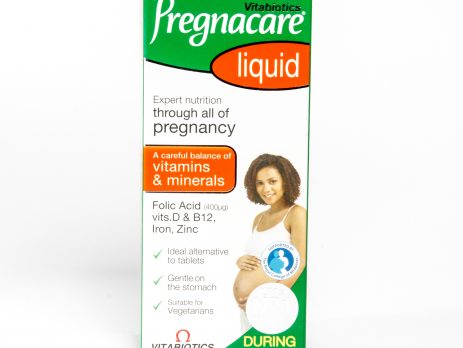 Vitabiotics
Pregnacare®
liquid
Expert nutrition
through all of
pregnancy
A careful balance of
vitamins
& minerals
Folic Acid (400µg)
vits.D & B12,
Iron, Zinc
Ideal alternative
to tablets
Gentle on
the stomach
Suitable for
Vegetarians
VITABIOTICS
DURING